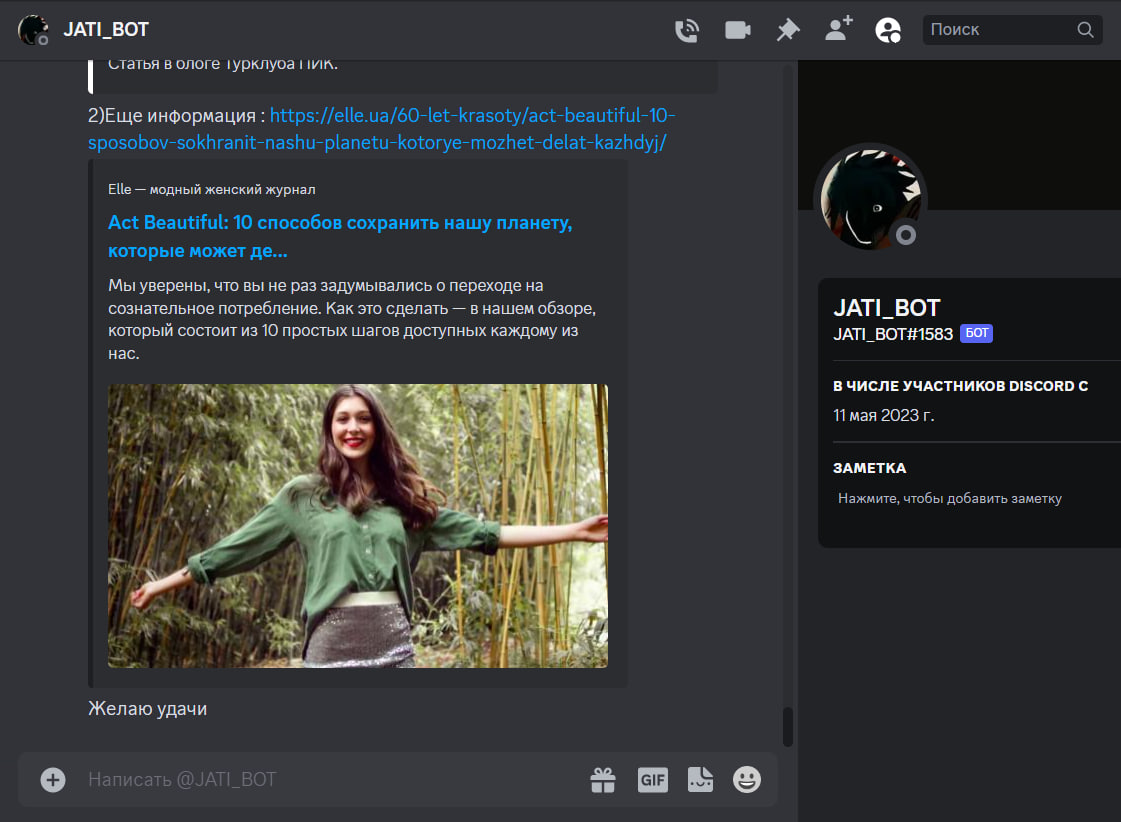 JATI_BOT
Поиск
Статья в блоге Турклуба ПИК.
2)Еще информация : https://elle.ua/60-let-krasoty/act-beautiful-10-
sposobov-sokhranit-nashu-planetu-kotorye-mozhet-delat-kazhdyj/
Elle — модный женский журнал
Act Beautiful: 10 способов сохранить нашу планету,
которые может де...
Мы уверены, что вы не раз задумывались о переходе на
сознательное потребление. Как это сделать — в нашем обзоре,
который состоит из 10 простых шагов доступных каждому из
нас.
Желаю удачи
Написать @JATI_BOT
GIF
JATI_BOT
JATI_BOT#1583 БОТ
В ЧИСЛЕ УЧАСТНИКОВ DISCORD С
11 мая 2023 г.
ЗАМЕТКА
Нажмите, чтобы добавить заметку